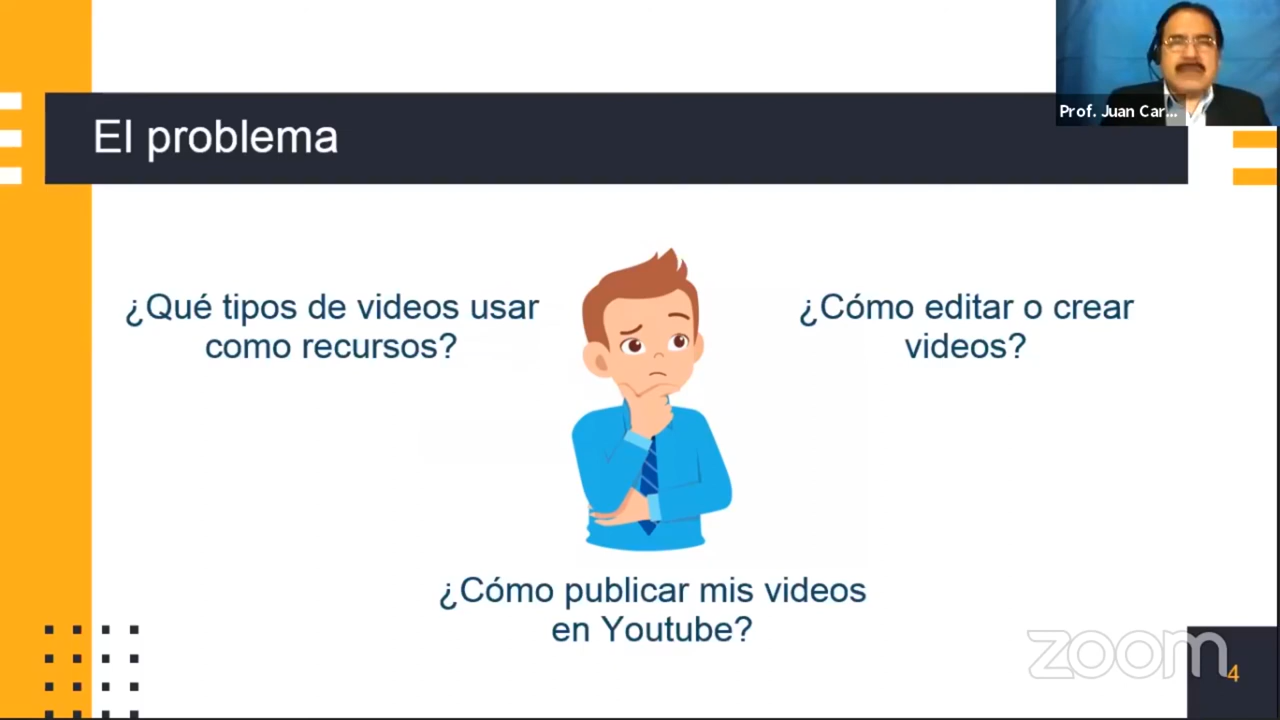 Prof. Juan Car...
El problema
¿Qué tipos de videos usar
como recursos?
¿Cómo editar o crear
videos?
¿Cómo publicar mis videos
en Youtube?
zoom
4